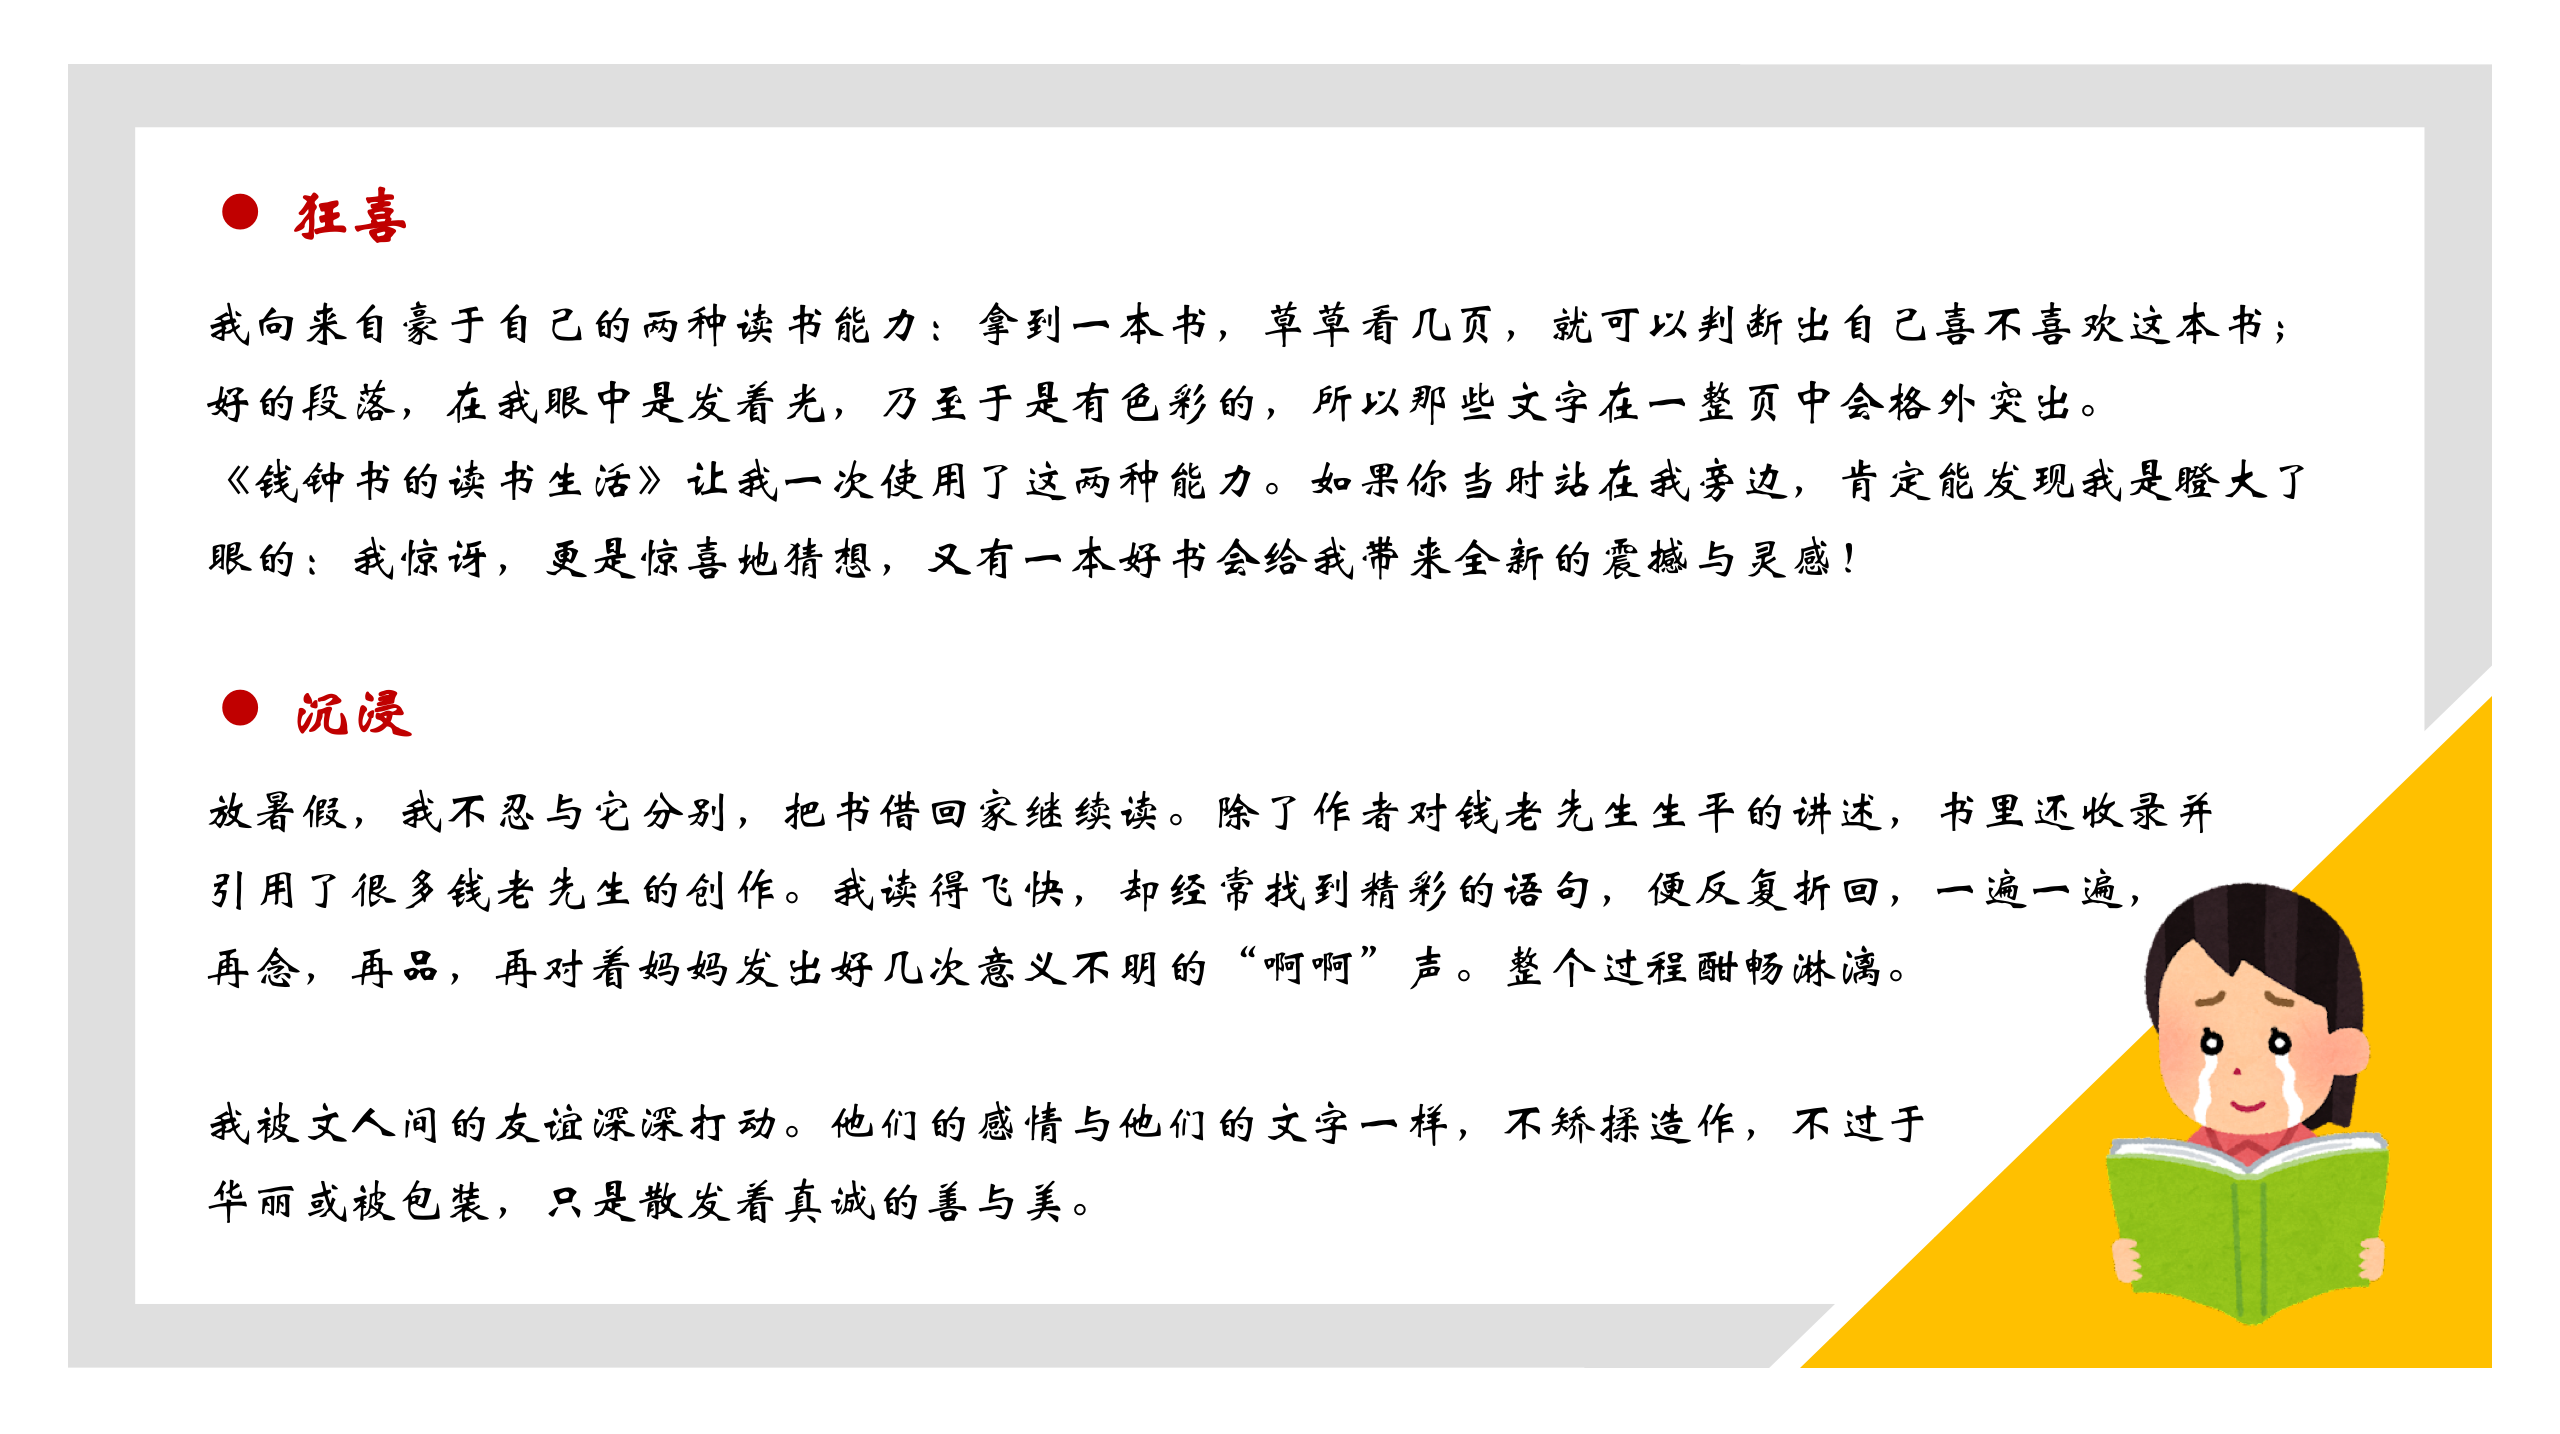 ● 狂喜
我向来自豪于自己的两种读书能力：拿到一本书，草草看几页，就可以判断出自己喜不喜欢这本书；
好的段落，在我眼中是发着光，乃至于是有色彩的，所以那些文字在一整页中会格外突出。
《钱钟书的读书生活》让我一次使用了这两种能力。如果你当时站在我旁边，肯定能发现我是瞪大了
眼的：我惊讶，更是惊喜地猜想，又有一本好书会给我带来全新的震撼与灵感！
● 沉浸
放暑假，我不忍与它分别，把书借回家继续读。除了作者对钱老先生生平的讲述，书里还收录并
引用了很多钱老先生的创作。我读得飞快，却经常找到精彩的语句，便反复折回，一遍一遍，
再念，再品，再对着妈妈发出好几次意义不明的“啊啊”声。整个过程酣畅淋漓。
我被文人间的友谊深深打动。他们的感情与他们的文字一样，不矫揉造作，不过于
华丽或被包装，只是散发着真诚的善与美。